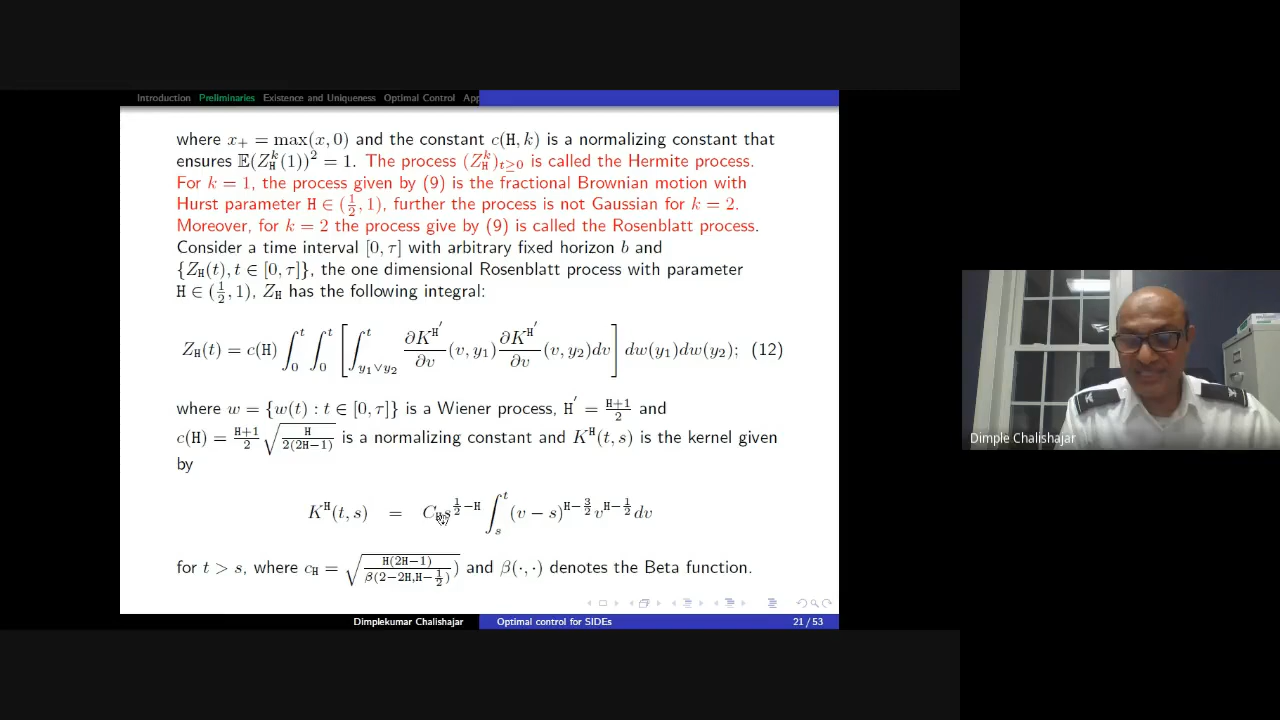 Introduction Preliminaries Existence and Uniqueness Optimal Control App
where x₊ = max(x, 0) and the constant c(H, k) is a normalizing constant that
ensures 𝔼(Z_H^k(1))² = 1. The process (Z_H^k)_{t≥0} is called the Hermite process.
For k = 1, the process given by (9) is the fractional Brownian motion with
Hurst parameter H ∈ (1/2, 1), further the process is not Gaussian for k = 2.
Moreover, for k = 2 the process give by (9) is called the Rosenblatt process.
Consider a time interval [0, τ] with arbitrary fixed horizon b and
{Z_H(t), t ∈ [0, τ]}, the one dimensional Rosenblatt process with parameter
H ∈ (1/2, 1), Z_H has the following integral:
Z_H(t) = c(H) ∫_0^t ∫_0^t [ ∫_{y₁∨y₂}^t ∂K^{H'}/∂v (v, y₁) ∂K^{H'}/∂v (v, y₂)dv ] dw(y₁)dw(y₂); (12)
where w = {w(t) : t ∈ [0, τ]} is a Wiener process, H' = (H+1)/2 and
c(H) = (H+1)/2 √(H/(2(2H−1))) is a normalizing constant and K^H(t, s) is the kernel given
by
K^H(t, s) = C_H s^{1/2−H} ∫_s^t (v − s)^{H−3/2} v^{H−1/2} dv
for t > s, where c_H = √(H(2H−1)/β(2−2H,H−1/2)) and β(·, ·) denotes the Beta function.
Dimplekumar Chalishajar Optimal control for SIDEs 21 / 53
Dimple Chalishajar